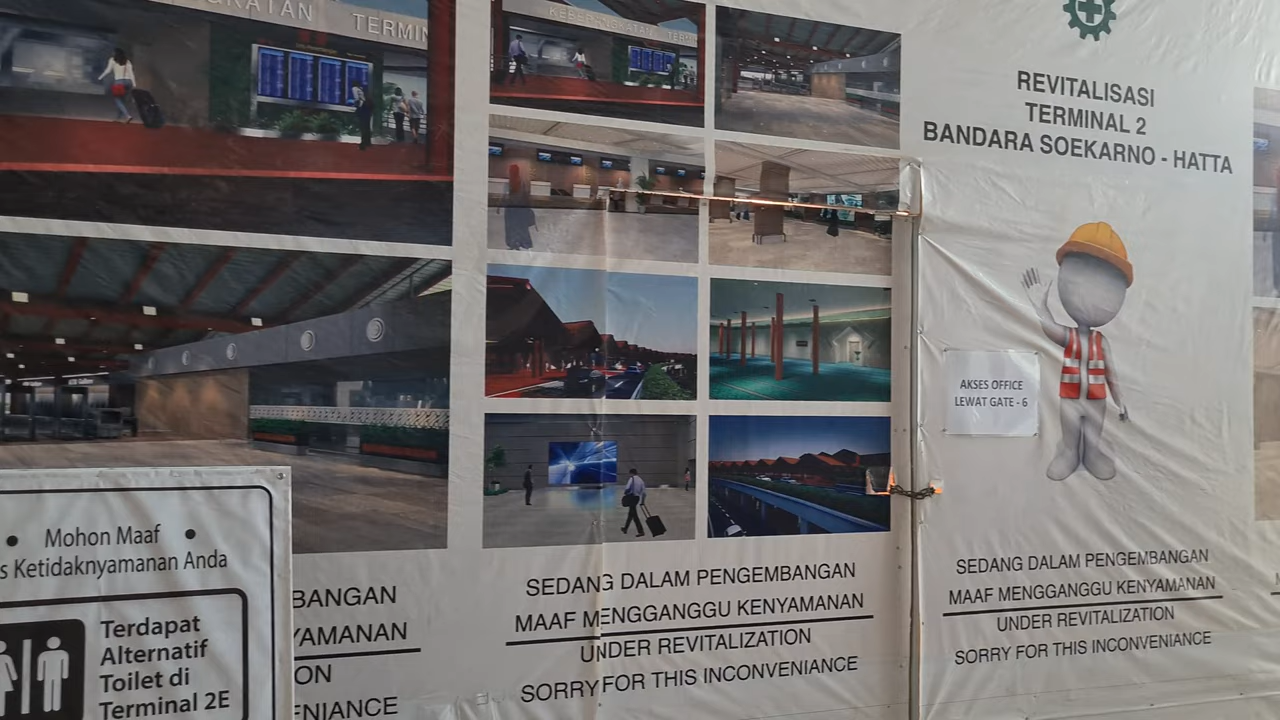 GKATAN TERMIN
KEBERANGKATAN TERMIN
REVITALISASI
TERMINAL 2
BANDARA SOEKARNO - HATTA
AKSES OFFICE
LEWAT GATE - 6
Mohon Maaf
s Ketidaknyamanan Anda
Terdapat
Alternatif
Toilet di
Terminal 2E
BANGAN
YAMANAN
ON
ENIANCE
SEDANG DALAM PENGEMBANGAN
MAAF MENGGANGGU KENYAMANAN
UNDER REVITALIZATION
SORRY FOR THIS INCONVENIANCE
SEDANG DALAM PENGEMBANGAN
MAAF MENGGANGGU KENYAMANAN
UNDER REVITALIZATION
SORRY FOR THIS INCONVENIANCE